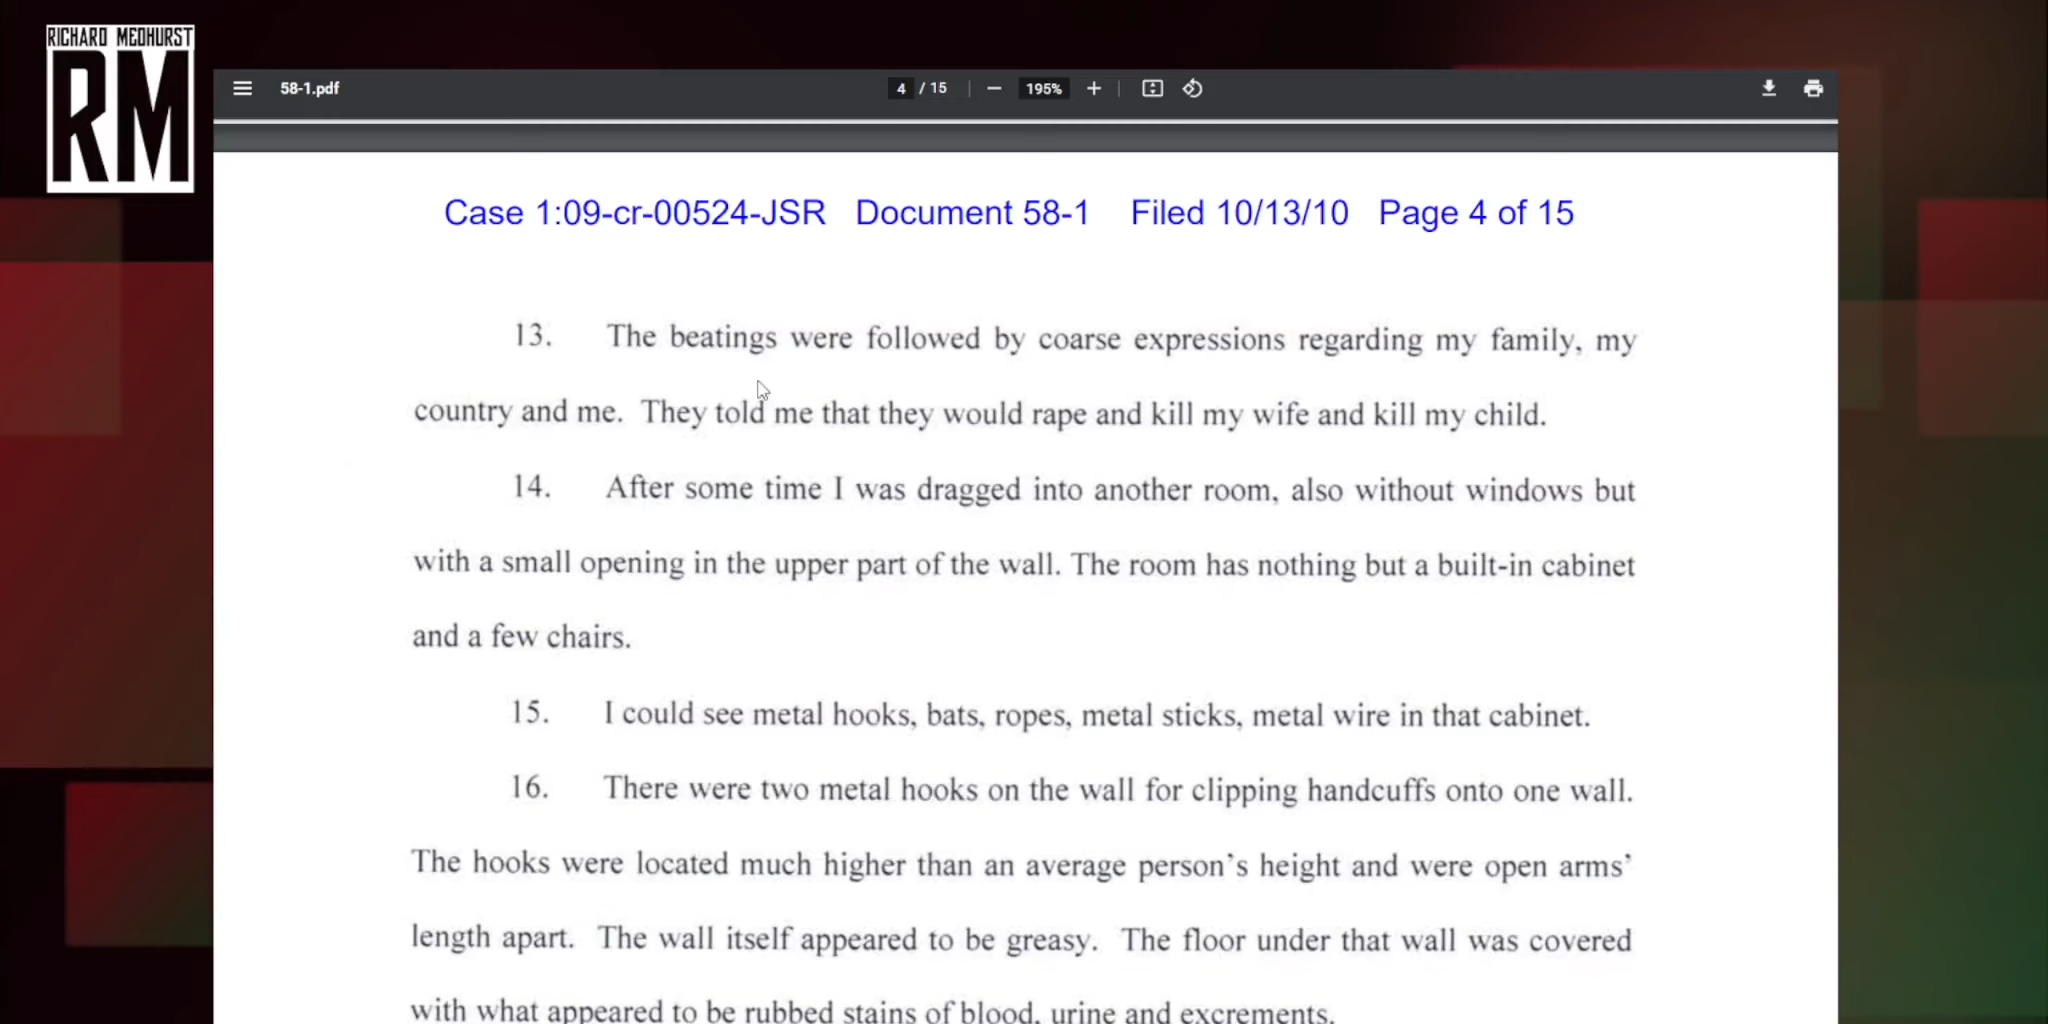 RICHARD MEDHURST
RM
58-1.pdf
4 / 15
195%
Case 1:09-cr-00524-JSR Document 58-1 Filed 10/13/10 Page 4 of 15
13. The beatings were followed by coarse expressions regarding my family, my
country and me. They told me that they would rape and kill my wife and kill my child.
14. After some time I was dragged into another room, also without windows but
with a small opening in the upper part of the wall. The room has nothing but a built-in cabinet
and a few chairs.
15. I could see metal hooks, bats, ropes, metal sticks, metal wire in that cabinet.
16. There were two metal hooks on the wall for clipping handcuffs onto one wall.
The hooks were located much higher than an average person's height and were open arms'
length apart. The wall itself appeared to be greasy. The floor under that wall was covered
with what appeared to be rubbed stains of blood, urine and excrements.